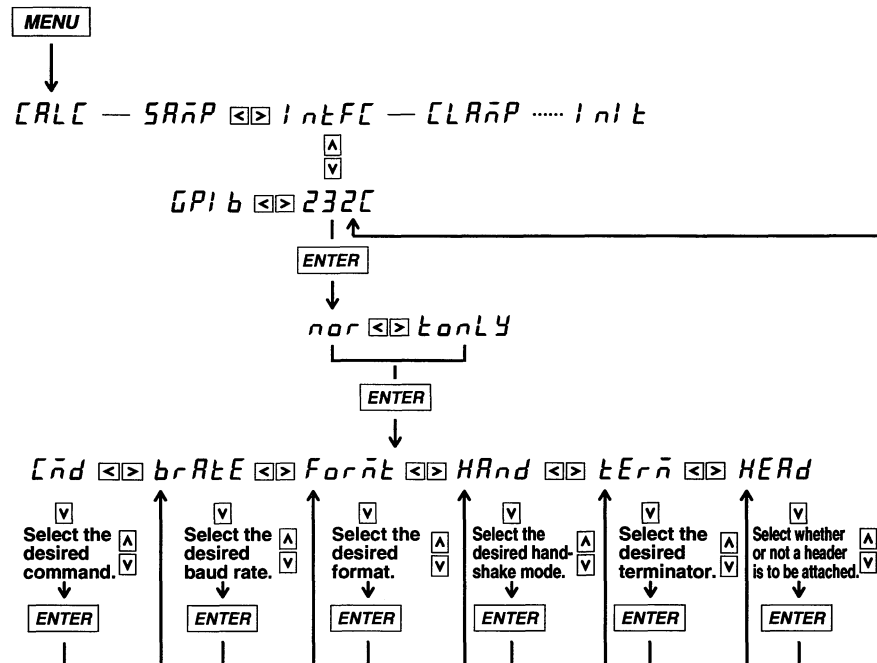 MENU
CALC — SAMP < > IntFC — CLAMP ...... InIt
∧
∨
GPIb < > 232C
ENTER
nor < > tonLY
ENTER
Cmd < > brAtE < > Formt < > HAnd < > tErm < > HEAd
∨ ∨ ∨ ∨ ∨ ∨
Select the desired command. ∧ ∨
Select the desired baud rate. ∧ ∨
Select the desired format. ∧ ∨
Select the desired hand-shake mode. ∧ ∨
Select the desired terminator. ∧ ∨
Select whether or not a header is to be attached. ∧ ∨
ENTER ENTER ENTER ENTER ENTER ENTER